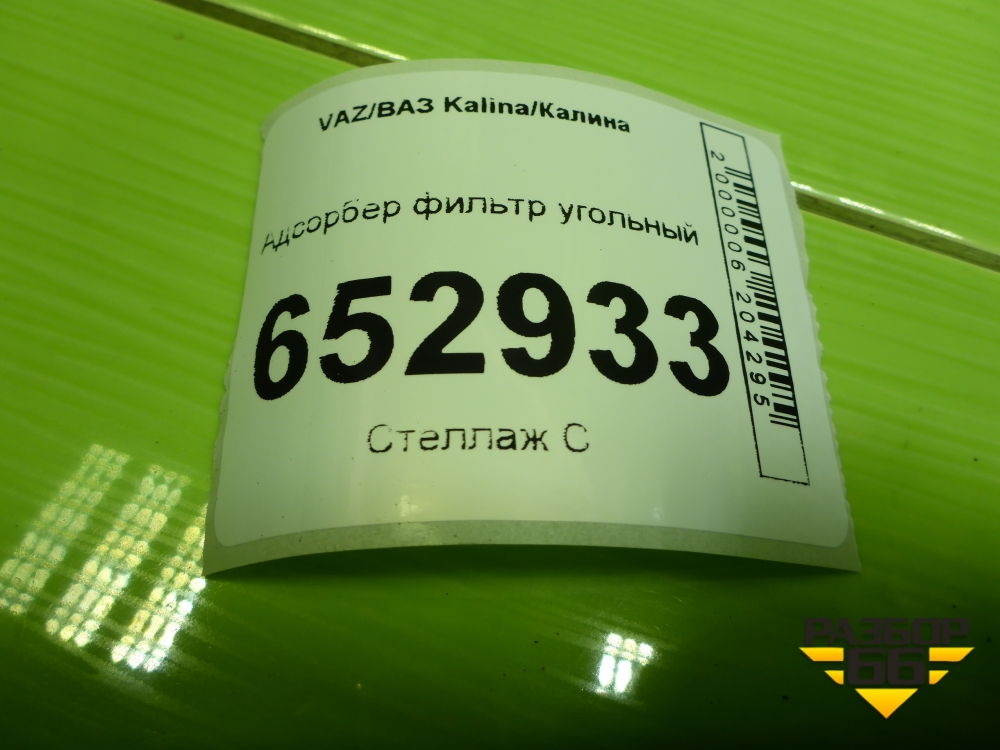 VAZ/ВАЗ Kalina/Калина
Адсорбер фильтр угольный
652933
Стеллаж С
2000006204295
РАЗБОР
66